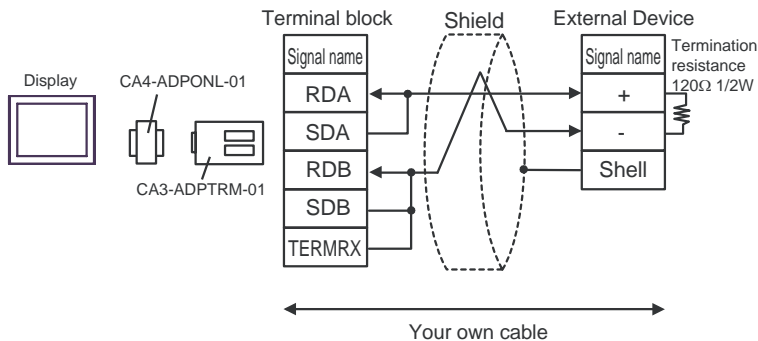 Terminal block
Shield
External Device
Display
CA4-ADPONL-01
CA3-ADPTRM-01
Signal name
RDA
SDA
RDB
SDB
TERMRX
Signal name
+
-
Shell
Termination
resistance
120Ω 1/2W
Your own cable